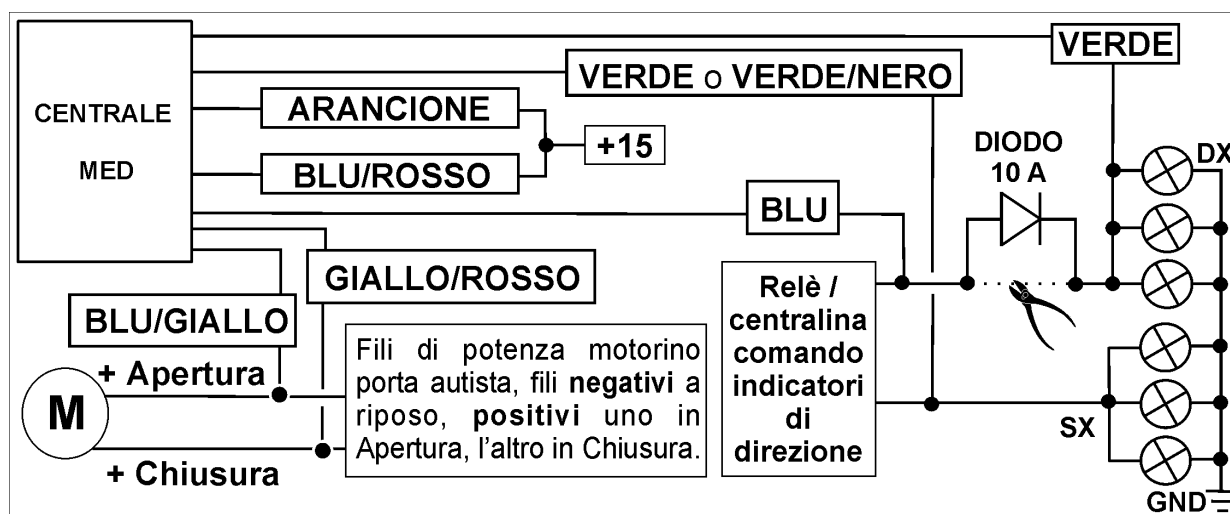 VERDE
VERDE o VERDE/NERO
CENTRALE
MED
ARANCIONE
+15
BLU/ROSSO
DIODO
10 A
DX
BLU
GIALLO/ROSSO
BLU/GIALLO
+ Apertura
M
+ Chiusura
Fili di potenza motorino
porta autista, fili negativi a
riposo, positivi uno in
Apertura, l'altro in Chiusura.
Relè /
centralina
comando
indicatori
di
direzione
SX
GND